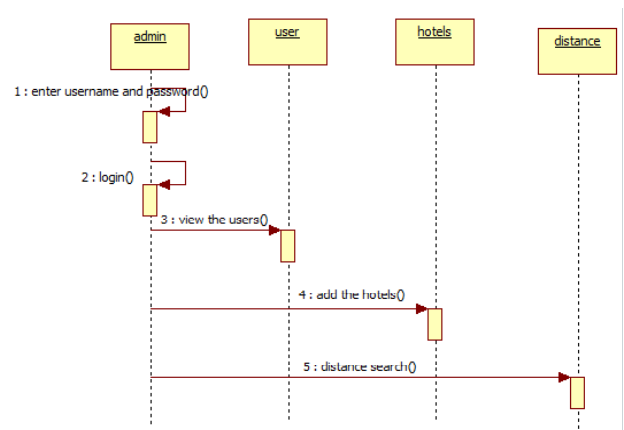 admin
user
hotels
distance
1 : enter username and password()
2 : login()
3 : view the users()
4 : add the hotels()
5 : distance search()